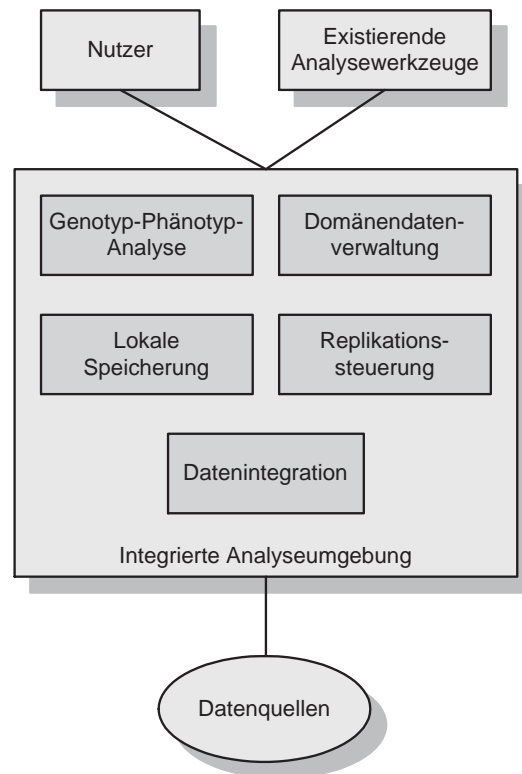 Nutzer
Existierende
Analysewerkzeuge
Genotyp-Phänotyp-
Analyse
Domänendaten-
verwaltung
Lokale
Speicherung
Replikations-
steuerung
Datenintegration
Integrierte Analyseumgebung
Datenquellen